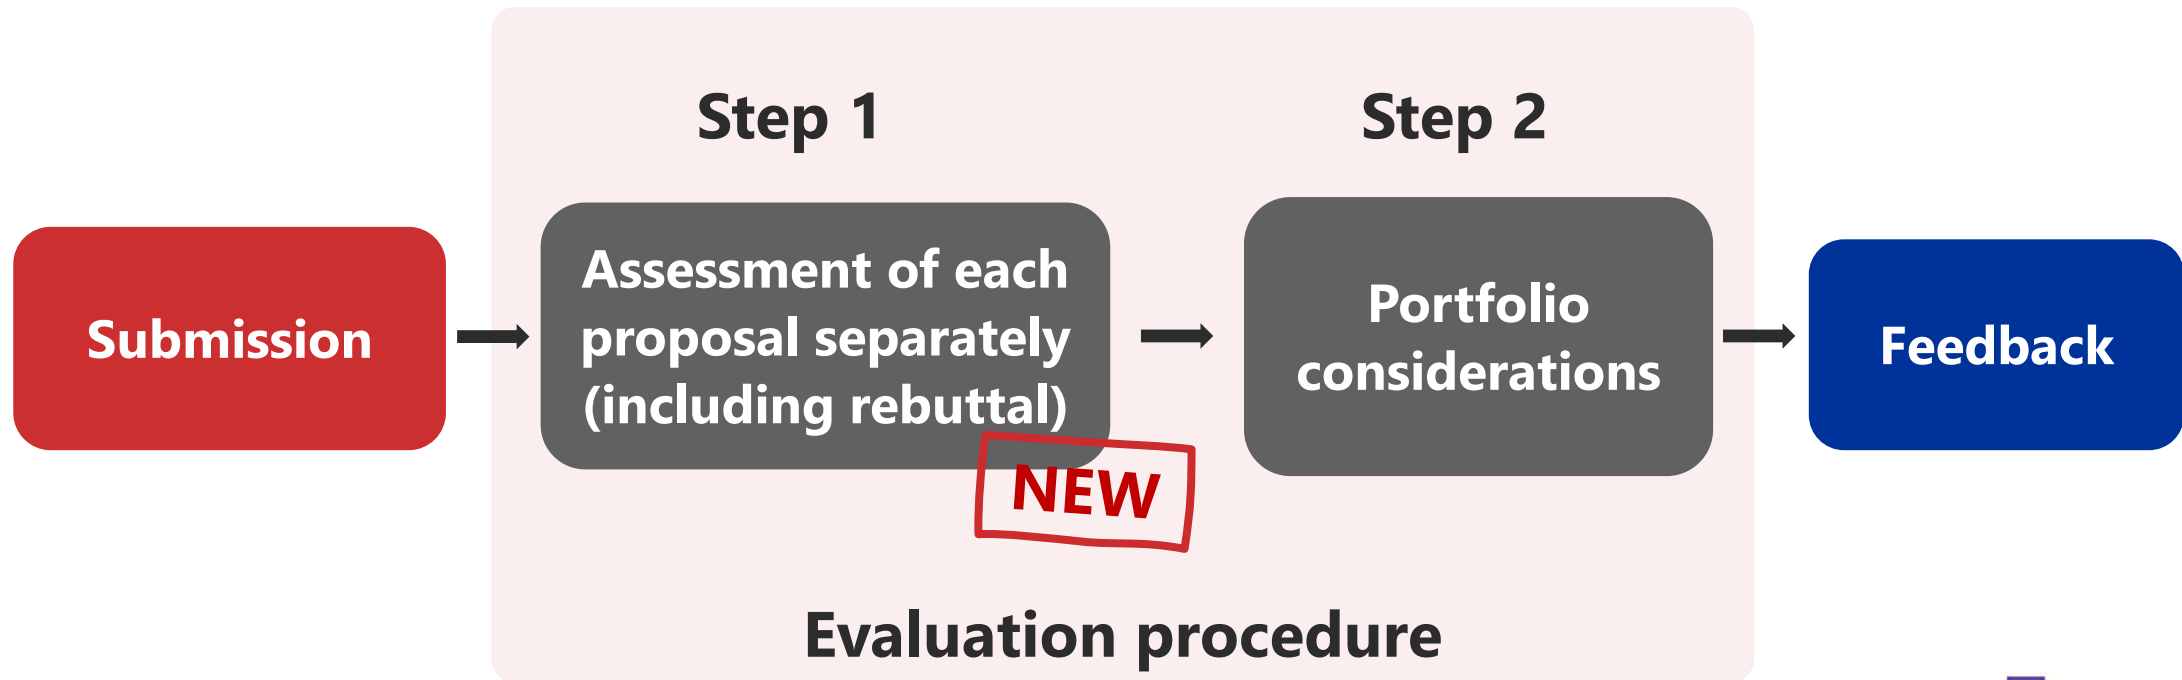 Step 1
Step 2
Submission
Assessment of each
proposal separately
(including rebuttal)
NEW
Portfolio
considerations
Feedback
Evaluation procedure